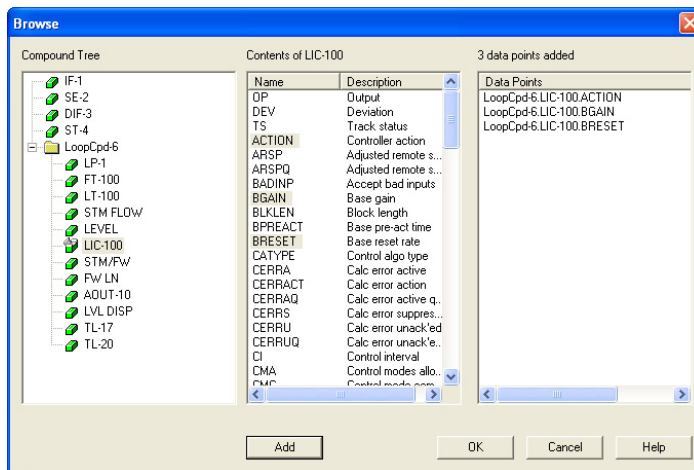 Browse
Compound Tree
IF-1
SE-2
DIF-3
ST-4
LoopCpd-6
LP-1
FT-100
LT-100
STM FLOW
LEVEL
LIC-100
STM/FW
FW LN
AOUT-10
LVL DISP
TL-17
TL-20
Contents of LIC-100
Name Description
OP Output
DEV Deviation
TS Track status
ACTION Controller action
ARSP Adjusted remote s...
ARSPQ Adjusted remote s...
BADINP Accept bad inputs
BGAIN Base gain
BLKLEN Block length
BPREACT Base pre-act time
BRESET Base reset rate
CATYPE Control algo type
CERRA Calc error active
CERRACT Calc error action
CERRAQ Calc error active q...
CERRS Calc error suppres...
CERRU Calc error unack'ed
CERRUQ Calc error unack'e...
CI Control interval
CMA Control modes allo...
CMC Control mode com...
3 data points added
Data Points
LoopCpd-6.LIC-100.ACTION
LoopCpd-6.LIC-100.BGAIN
LoopCpd-6.LIC-100.BRESET
Add OK Cancel Help